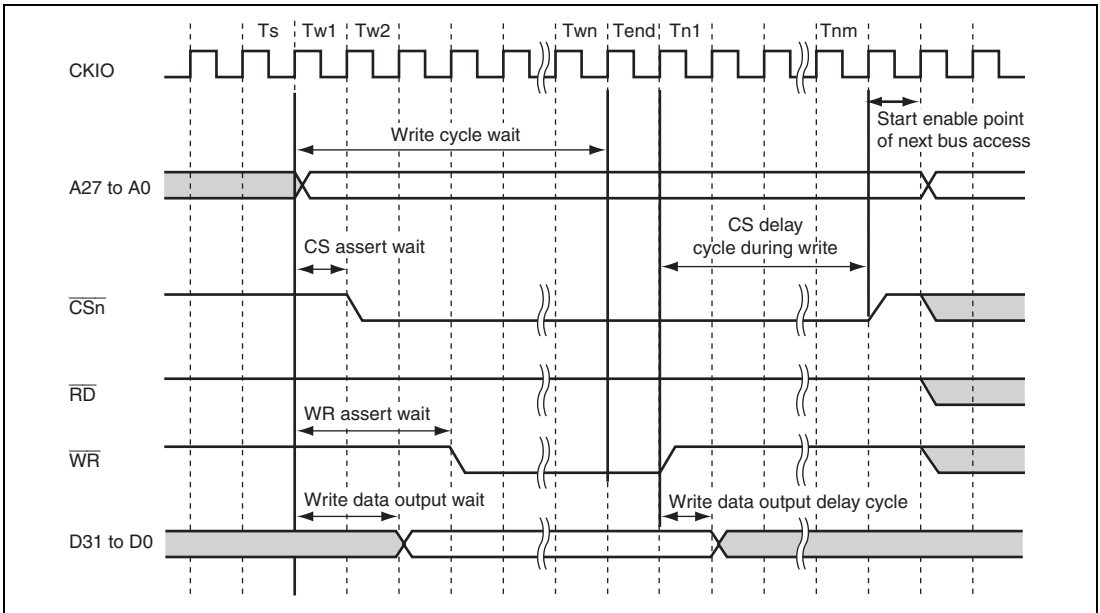 Ts Tw1 Tw2 Twn Tend Tn1 Tnm
CKIO
Start enable point
of next bus access
Write cycle wait
A27 to A0
CS delay
cycle during write
CS assert wait
CSn
RD
WR assert wait
WR
Write data output wait
Write data output delay cycle
D31 to D0